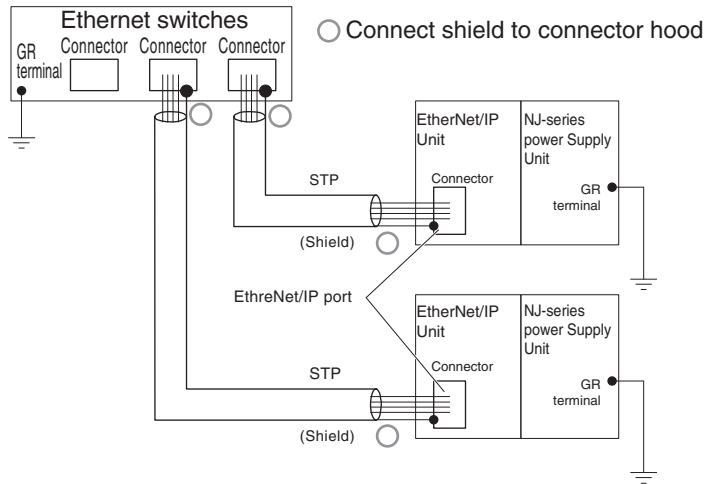 Ethernet switches
Connect shield to connector hood
GR
terminal
Connector
Connector
Connector
EtherNet/IP
Unit
NJ-series
power Supply
Unit
Connector
GR
terminal
STP
(Shield)
EthreNet/IP port
EtherNet/IP
Unit
NJ-series
power Supply
Unit
Connector
GR
terminal
STP
(Shield)